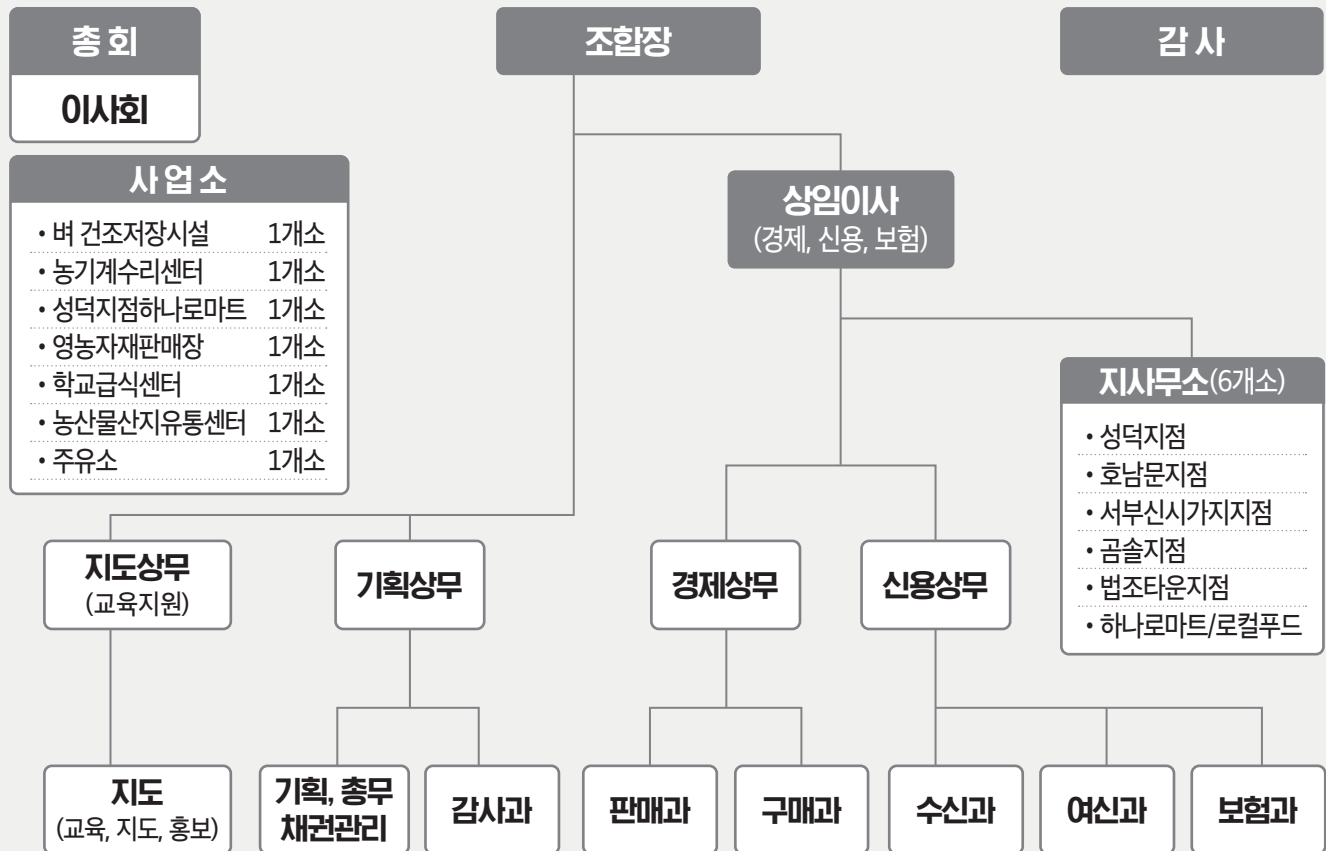 총 회
이사회
조합장
감 사
사 업 소
• 벼 건조저장시설 1개소
• 농기계수리센터 1개소
• 성덕지점하나로마트 1개소
• 영농자재판매장 1개소
• 학교급식센터 1개소
• 농산물산지유통센터 1개소
• 주유소 1개소
상임이사
(경제, 신용, 보험)
지사무소(6개소)
• 성덕지점
• 호남문지점
• 서부신시가지지점
• 곰솔지점
• 법조타운지점
• 하나로마트/로컬푸드
지도상무
(교육지원)
기획상무
경제상무
신용상무
지도
(교육, 지도, 홍보)
기획, 총무
채권관리
감사과
판매과
구매과
수신과
여신과
보험과